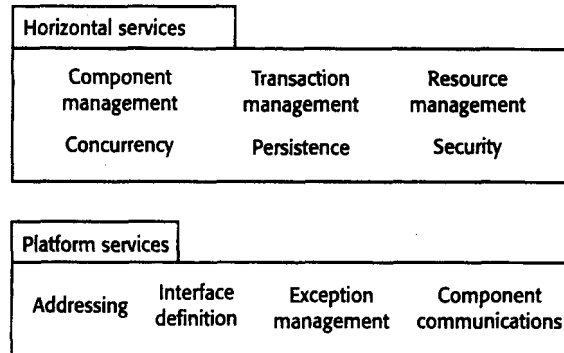 Horizontal services
Component Transaction Resource
management management management
Concurrency Persistence Security
Platform services
Addressing Interface Exception Component
definition management communications